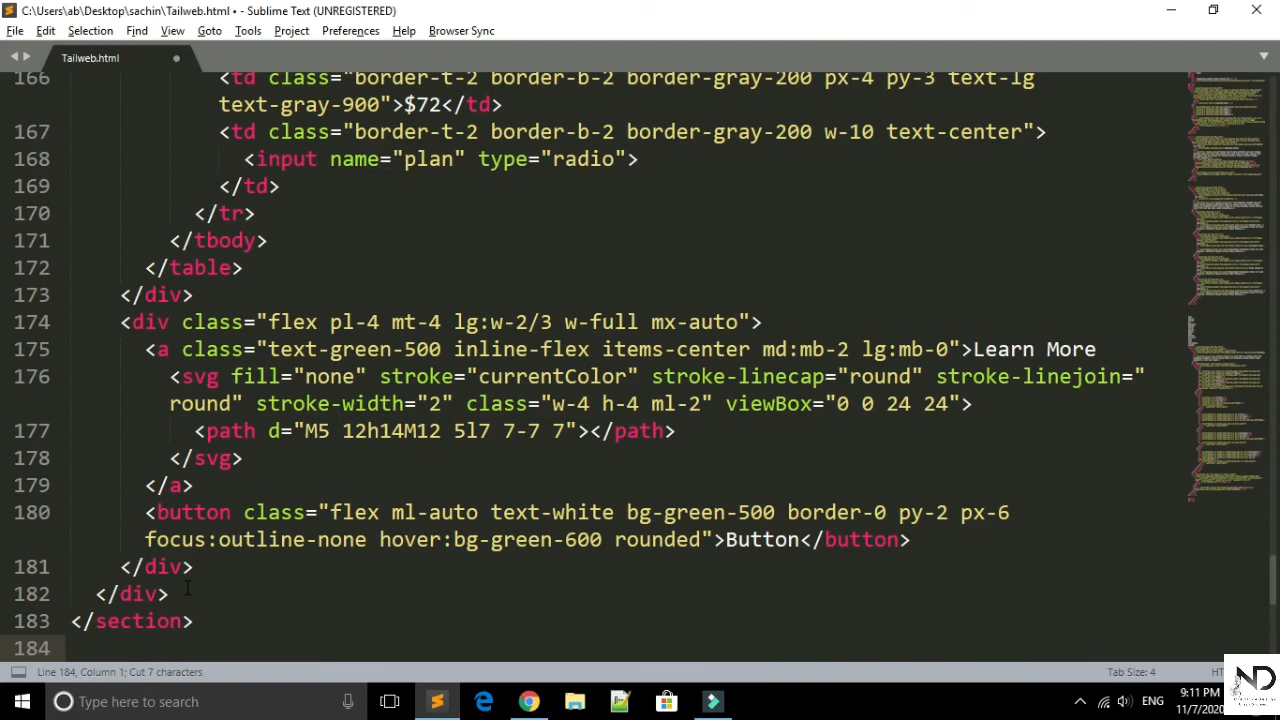 C:\Users\ab\Desktop\sachin\Tailweb.html • - Sublime Text (UNREGISTERED)
File Edit Selection Find View Goto Tools Project Preferences Help Browser Sync
Tailweb.html
166 <td class="border-t-2 border-b-2 border-gray-200 px-4 py-3 text-lg
text-gray-900">$72</td>
167 <td class="border-t-2 border-b-2 border-gray-200 w-10 text-center">
168 <input name="plan" type="radio">
169 </td>
170 </tr>
171 </tbody>
172 </table>
173 </div>
174 <div class="flex pl-4 mt-4 lg:w-2/3 w-full mx-auto">
175 <a class="text-green-500 inline-flex items-center md:mb-2 lg:mb-0">Learn More
176 <svg fill="none" stroke="currentColor" stroke-linecap="round" stroke-linejoin="
round" stroke-width="2" class="w-4 h-4 ml-2" viewBox="0 0 24 24">
177 <path d="M5 12h14M12 5l7 7-7 7"></path>
178 </svg>
179 </a>
180 <button class="flex ml-auto text-white bg-green-500 border-0 py-2 px-6
focus:outline-none hover:bg-green-600 rounded">Button</button>
181 </div>
182 </div>
183 </section>
184
Line 184, Column 1; Cut 7 characters
Tab Size: 4
HT
Type here to search
ENG
9:11 PM
11/7/2020
ND